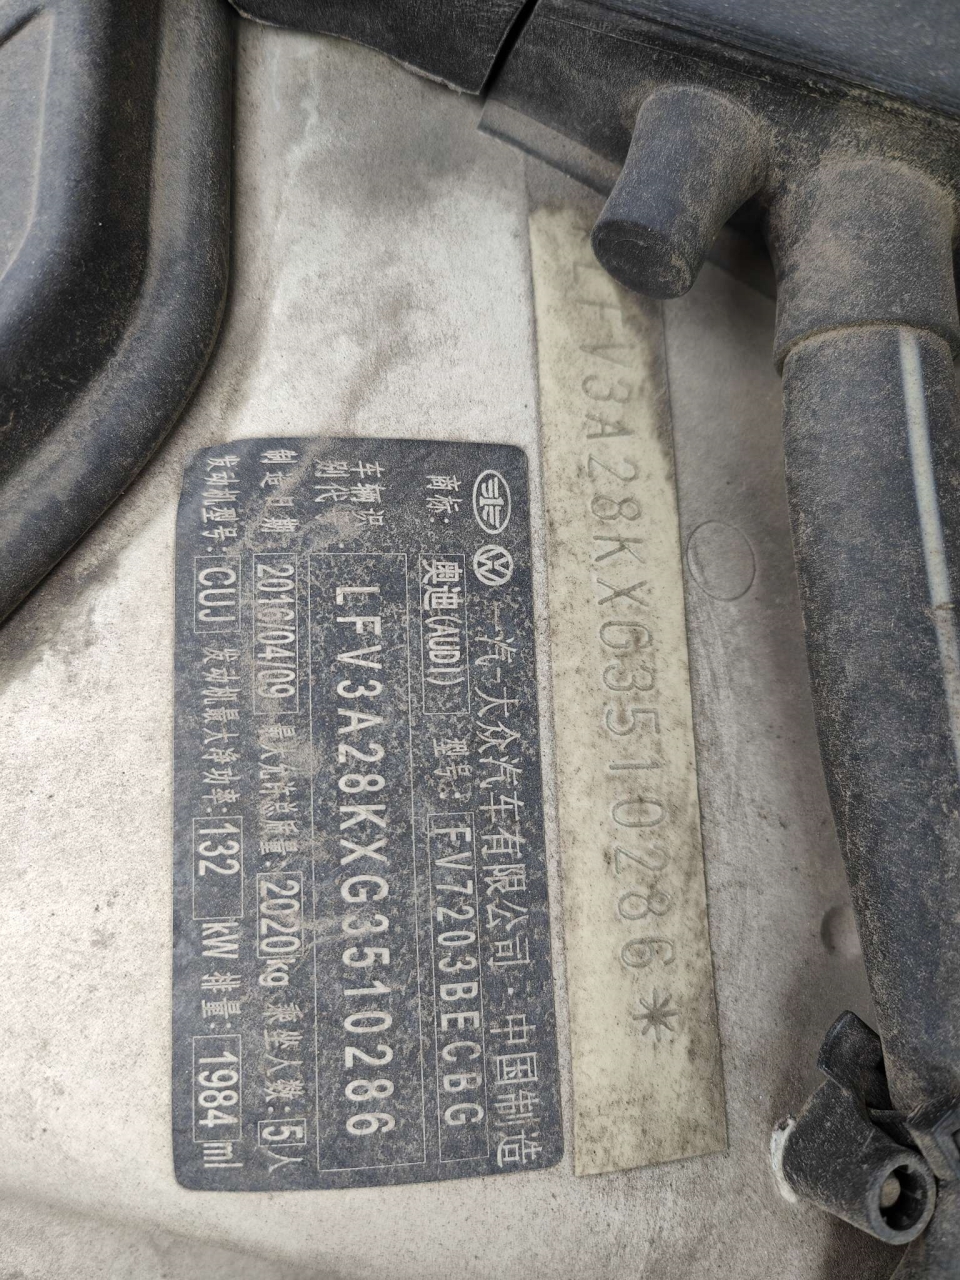 LFV3A28KXG3510286*
一汽-大众汽车有限公司·中国制造
商标: 奥迪(AUDI) 型号: FV7203BECBG
车辆识
别代 LFV3A28KXG3510286
制造日期 2016/04/09 最大允许总质量: 2020kg 乘坐人数: 5人
发动机型号: CUJ 发动机最大净功率 132 kW 排量: 1984 ml